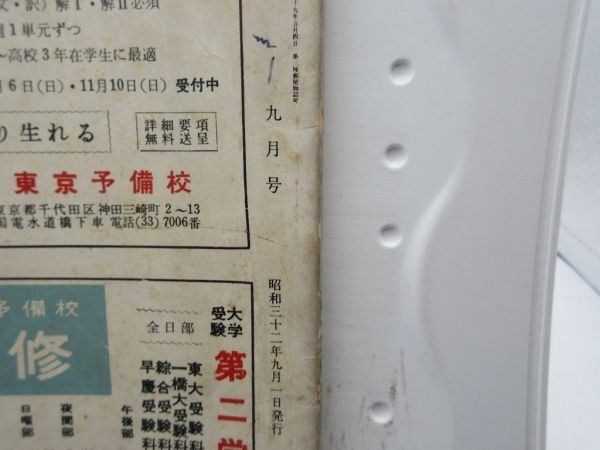 文・訳）解Ⅰ・解Ⅱ必須
週1単元ずつ
〜高校3年在学生に最適
月6日（日）・11月10日（日）受付中
り生れる
詳細要項
無料送呈
東京予備校
東京都千代田区神田三崎町2〜13
国電水道橋下車 電話(33)7006番
九月号
昭和三十二年九月一日発行
予備校
修
大学
受験
全日部
第二学
東大受験科
一橋大受験科
綜合受験科
早慶受験科
午後部
夜間部
日曜部